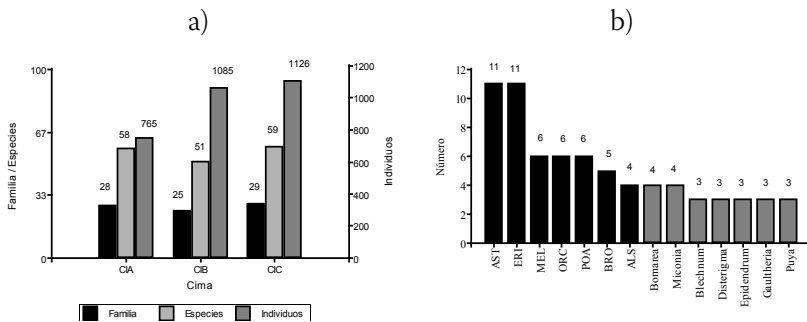 a)
100
67
33
0
Familia / Especies
28
58
765
25
51
1085
29
59
1126
1200
1000
800
600
400
200
0
Individuos
CIA
CIB
CIC
Cima
Familia
Especies
Individuos
b)
12
10
8
6
4
2
0
Número
11
11
6
6
6
5
4
4
4
3
3
3
3
3
AST
ERI
MEL
ORC
POA
BRO
ALS
Bomarea
Miconia
Blechnum
Disterigma
Epidendrum
Gaultheria
Puya